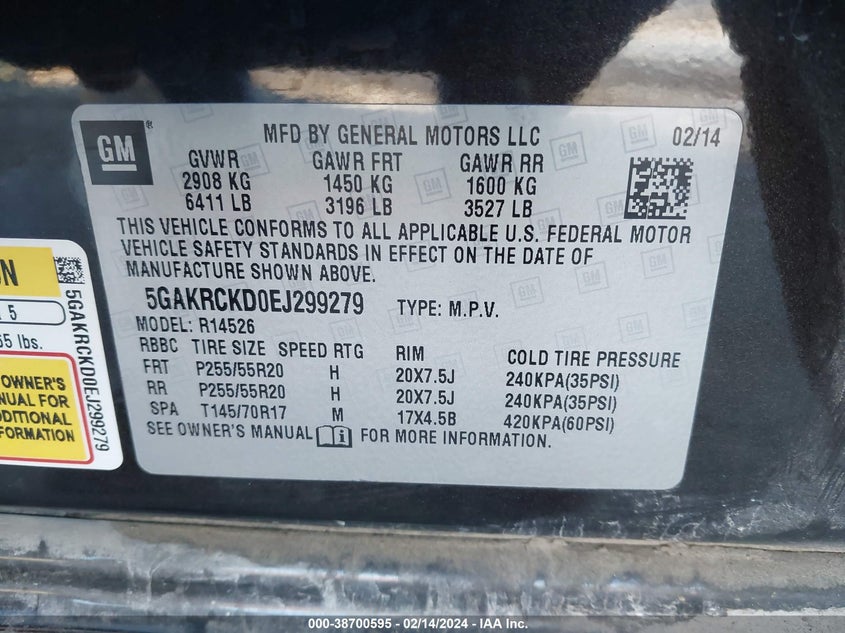 GM ®
MFD BY GENERAL MOTORS LLC 02/14
GVWR GAWR FRT GAWR RR
2908 KG 1450 KG 1600 KG
6411 LB 3196 LB 3527 LB
THIS VEHICLE CONFORMS TO ALL APPLICABLE U.S. FEDERAL MOTOR
VEHICLE SAFETY STANDARDS IN EFFECT ON THE DATE OF
MANUFACTURE SHOWN ABOVE.
5GAKRCKD0EJ299279 TYPE: M.P.V.
MODEL: R14526
RBBC TIRE SIZE SPEED RTG RIM COLD TIRE PRESSURE
FRT P255/55R20 H 20X7.5J 240KPA(35PSI)
RR P255/55R20 H 20X7.5J 240KPA(35PSI)
SPA T145/70R17 M 17X4.5B 420KPA(60PSI)
SEE OWNER'S MANUAL FOR MORE INFORMATION.
5
lbs.
OWNER'S
FOR
5GAKRCKD0EJ299279
000-38700595 - 02/14/2024 - IAA Inc.